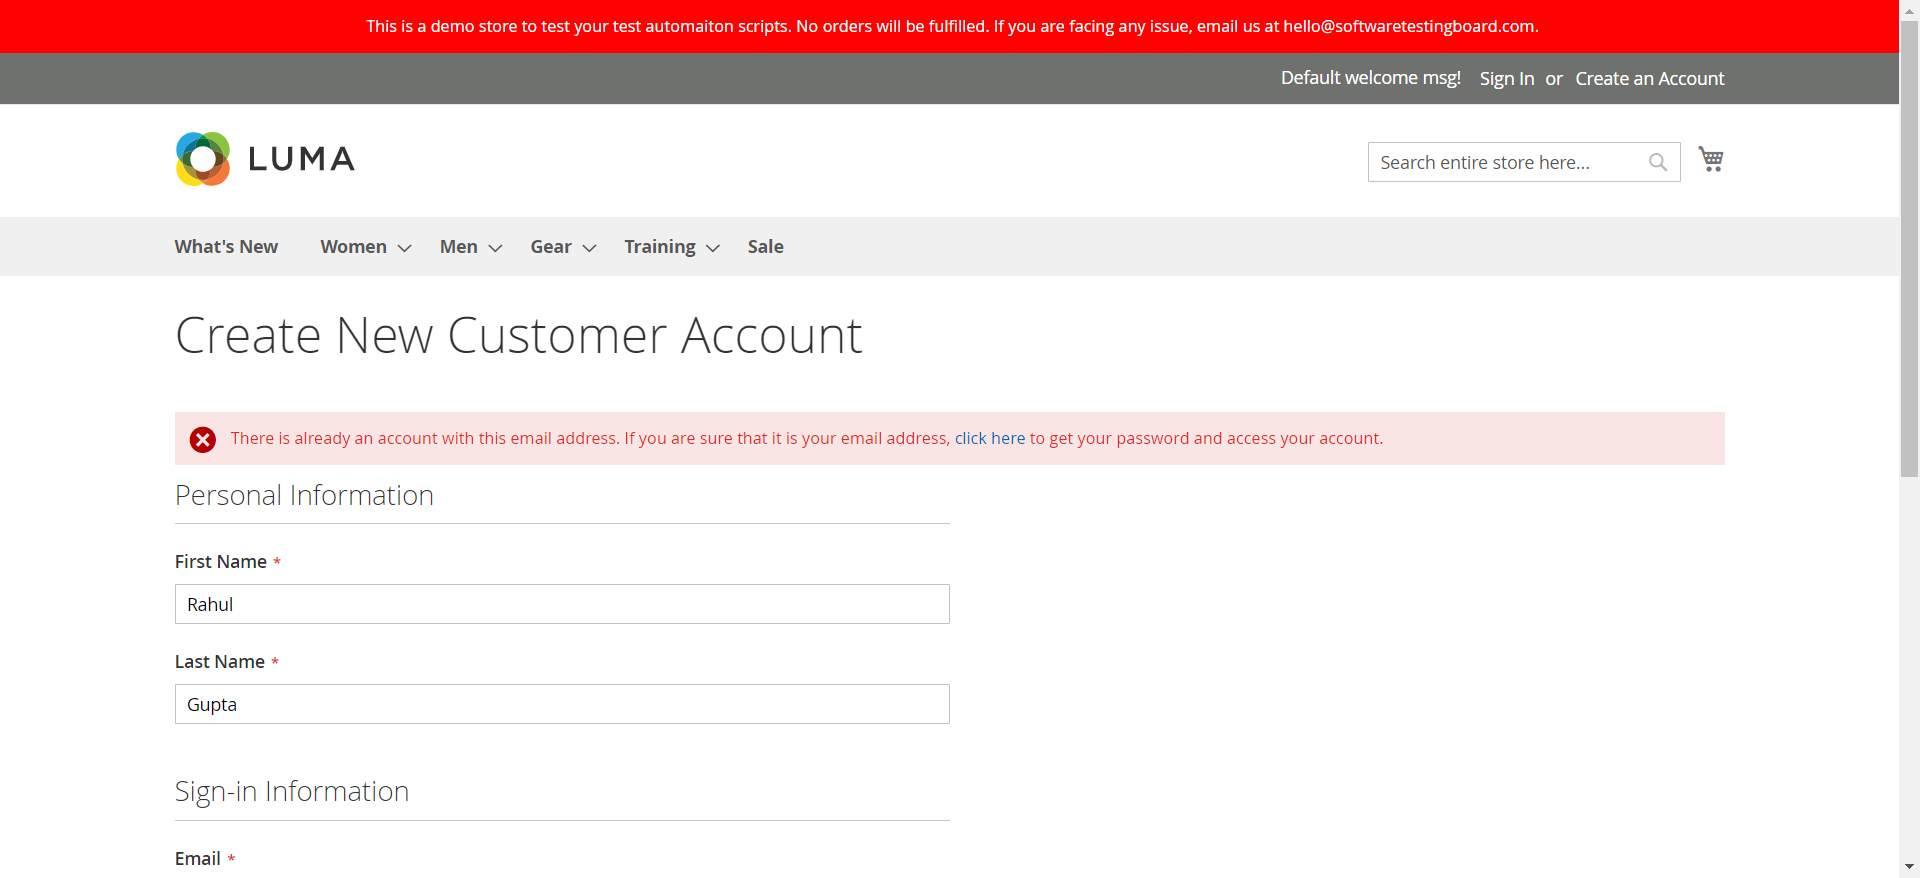 This is a demo store to test your test automaiton scripts. No orders will be fulfilled. If you are facing any issue, email us at hello@softwaretestingboard.com.
Default welcome msg! Sign In or Create an Account
LUMA
Search entire store here...
What's New Women Men Gear Training Sale
Create New Customer Account
There is already an account with this email address. If you are sure that it is your email address, click here to get your password and access your account.
Personal Information
First Name *
Rahul
Last Name *
Gupta
Sign-in Information
Email *